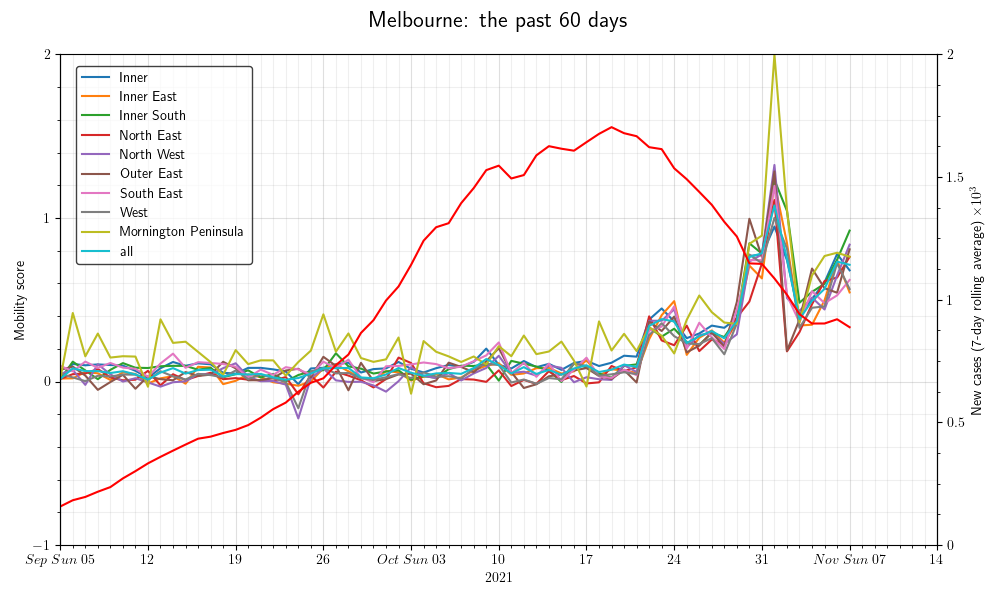 Melbourne: the past 60 days
2
1
0
−1
Mobility score
Inner
Inner East
Inner South
North East
North West
Outer East
South East
West
Mornington Peninsula
all
2
1.5
1
0.5
0
New cases (7-day rolling average) ×10³
Sep Sun 05 12 19 26 Oct Sun 03 10 17 24 31 Nov Sun 07 14
2021